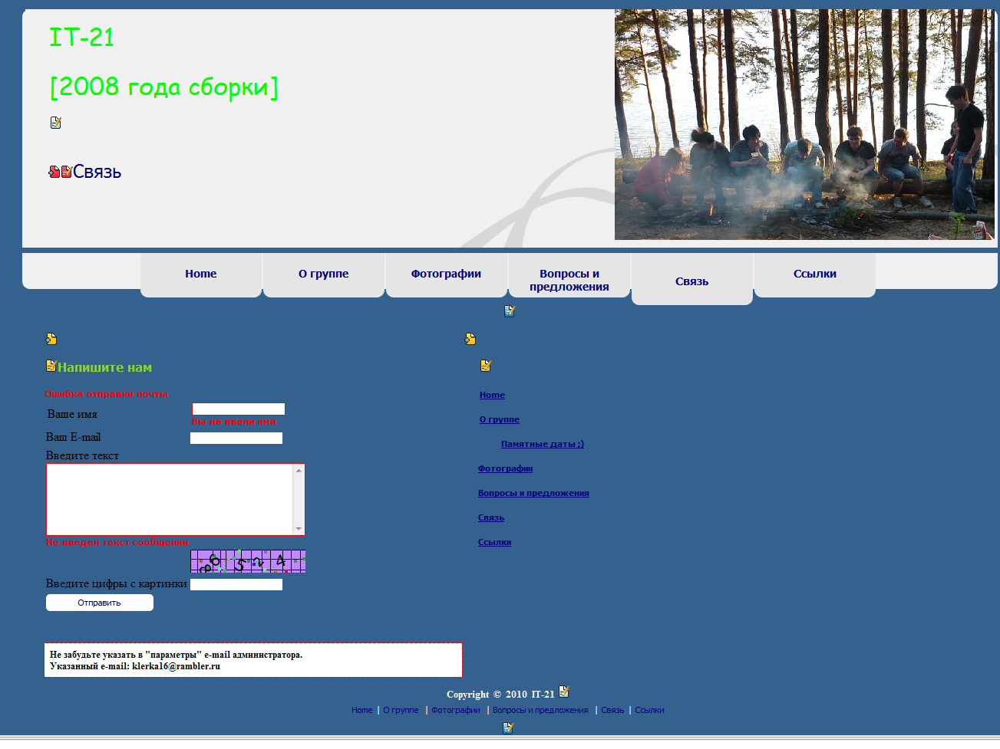 IT-21
[2008 года сборки]
Связь
Home
О группе
Фотографии
Вопросы и
предложения
Связь
Ссылки
Напишите нам
Ошибка отправки почты
Ваше имя
Вы не ввели имя
Ваш E-mail
Введите текст
Не введен текст сообщения
Введите цифры с картинки
Отправить
Home
О группе
Памятные даты ;)
Фотографии
Вопросы и предложения
Связь
Ссылки
Не забудьте указать в "параметры" e-mail администратора.
Указанный e-mail: klerka16@rambler.ru
Copyright © 2010 IT-21
Home | О группе | Фотографии | Вопросы и предложения | Связь | Ссылки